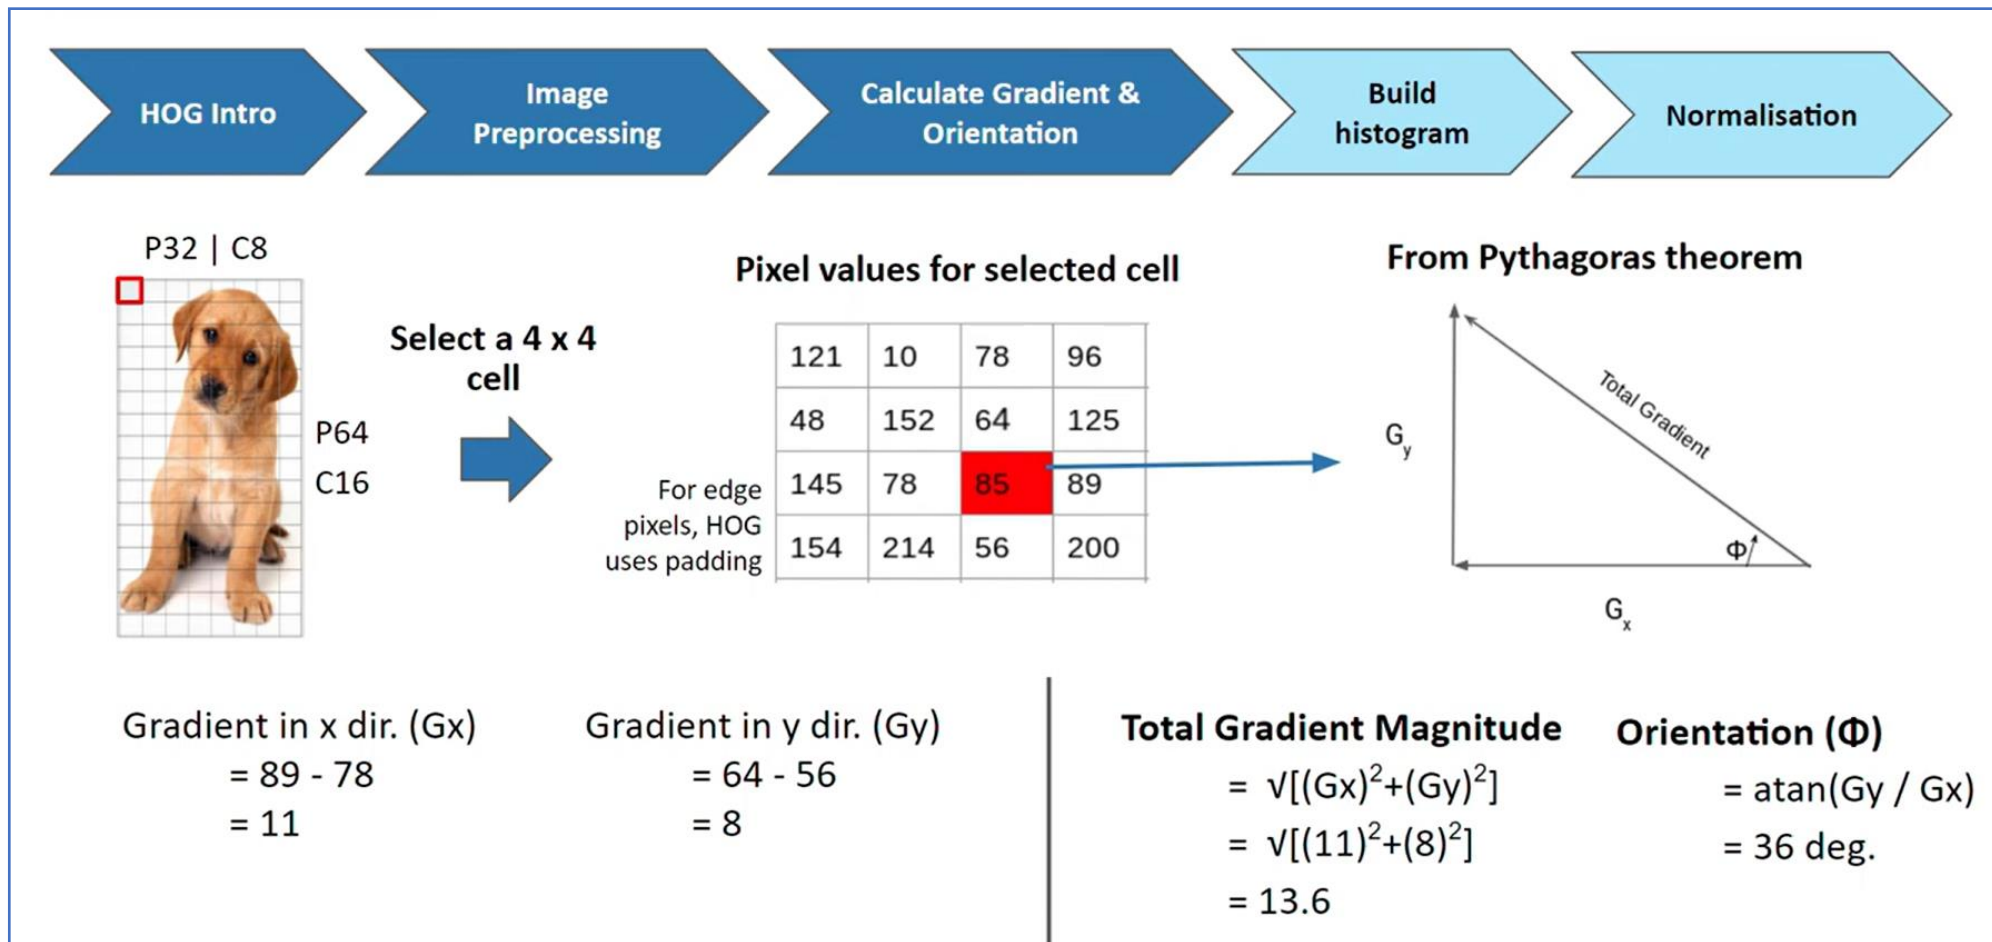 HOG Intro
Image
Preprocessing
Calculate Gradient &
Orientation
Build
histogram
Normalisation
P32 | C8
P64
C16
Select a 4 x 4
cell
Pixel values for selected cell
121 10 78 96
48 152 64 125
145 78 85 89
154 214 56 200
For edge
pixels, HOG
uses padding
From Pythagoras theorem
Total Gradient
Gy
Φ
Gx
Gradient in x dir. (Gx)
= 89 - 78
= 11
Gradient in y dir. (Gy)
= 64 - 56
= 8
Total Gradient Magnitude
= √[(Gx)²+(Gy)²]
= √[(11)²+(8)²]
= 13.6
Orientation (Φ)
= atan(Gy / Gx)
= 36 deg.